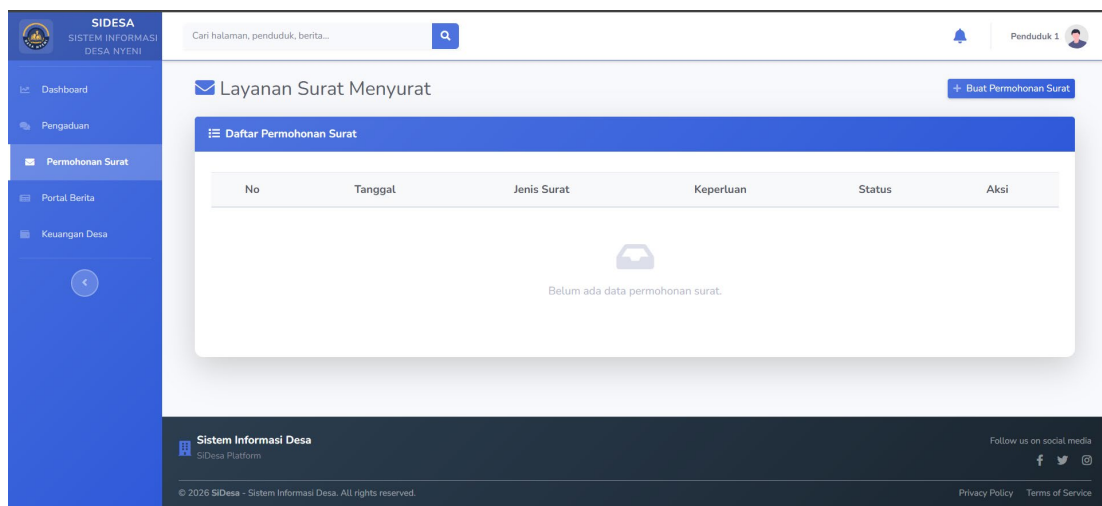 SIDESA
SISTEM INFORMASI
DESA NYENI
Cari halaman, penduduk, berita...
Penduduk 1
Dashboard
Pengaduan
Permohonan Surat
Portal Berita
Keuangan Desa
Layanan Surat Menyurat
+ Buat Permohonan Surat
Daftar Permohonan Surat
No Tanggal Jenis Surat Keperluan Status Aksi
Belum ada data permohonan surat.
Sistem Informasi Desa
SiDesa Platform
Follow us on social media
© 2026 SiDesa - Sistem Informasi Desa. All rights reserved.
Privacy Policy Terms of Service